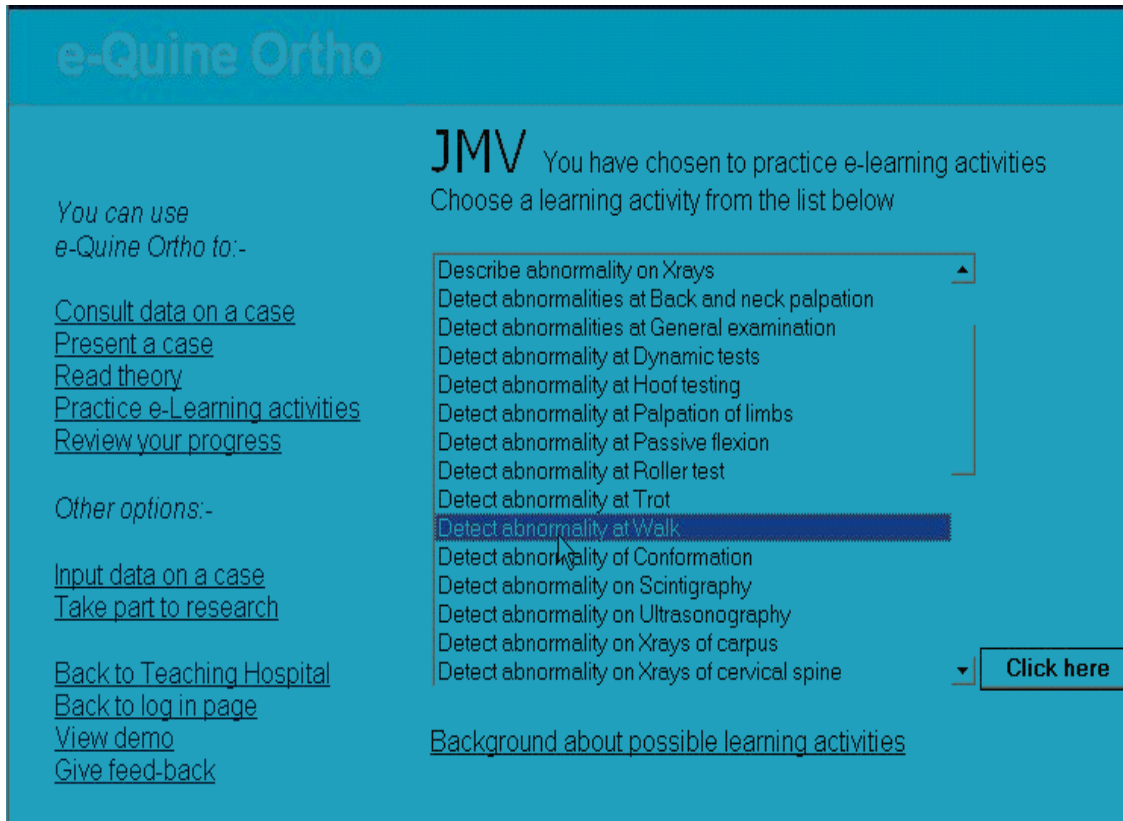 e-Quine Ortho
JMV You have chosen to practice e-learning activities
Choose a learning activity from the list below
You can use
e-Quine Ortho to:-
Consult data on a case
Present a case
Read theory
Practice e-Learning activities
Review your progress
Other options:-
Input data on a case
Take part to research
Back to Teaching Hospital
Back to log in page
View demo
Give feed-back
Describe abnormality on Xrays
Detect abnormalities at Back and neck palpation
Detect abnormalities at General examination
Detect abnormality at Dynamic tests
Detect abnormality at Hoof testing
Detect abnormality at Palpation of limbs
Detect abnormality at Passive flexion
Detect abnormality at Roller test
Detect abnormality at Trot
Detect abnormality at Walk
Detect abnormality of Conformation
Detect abnormality on Scintigraphy
Detect abnormality on Ultrasonography
Detect abnormality on Xrays of carpus
Detect abnormality on Xrays of cervical spine
Click here
Background about possible learning activities